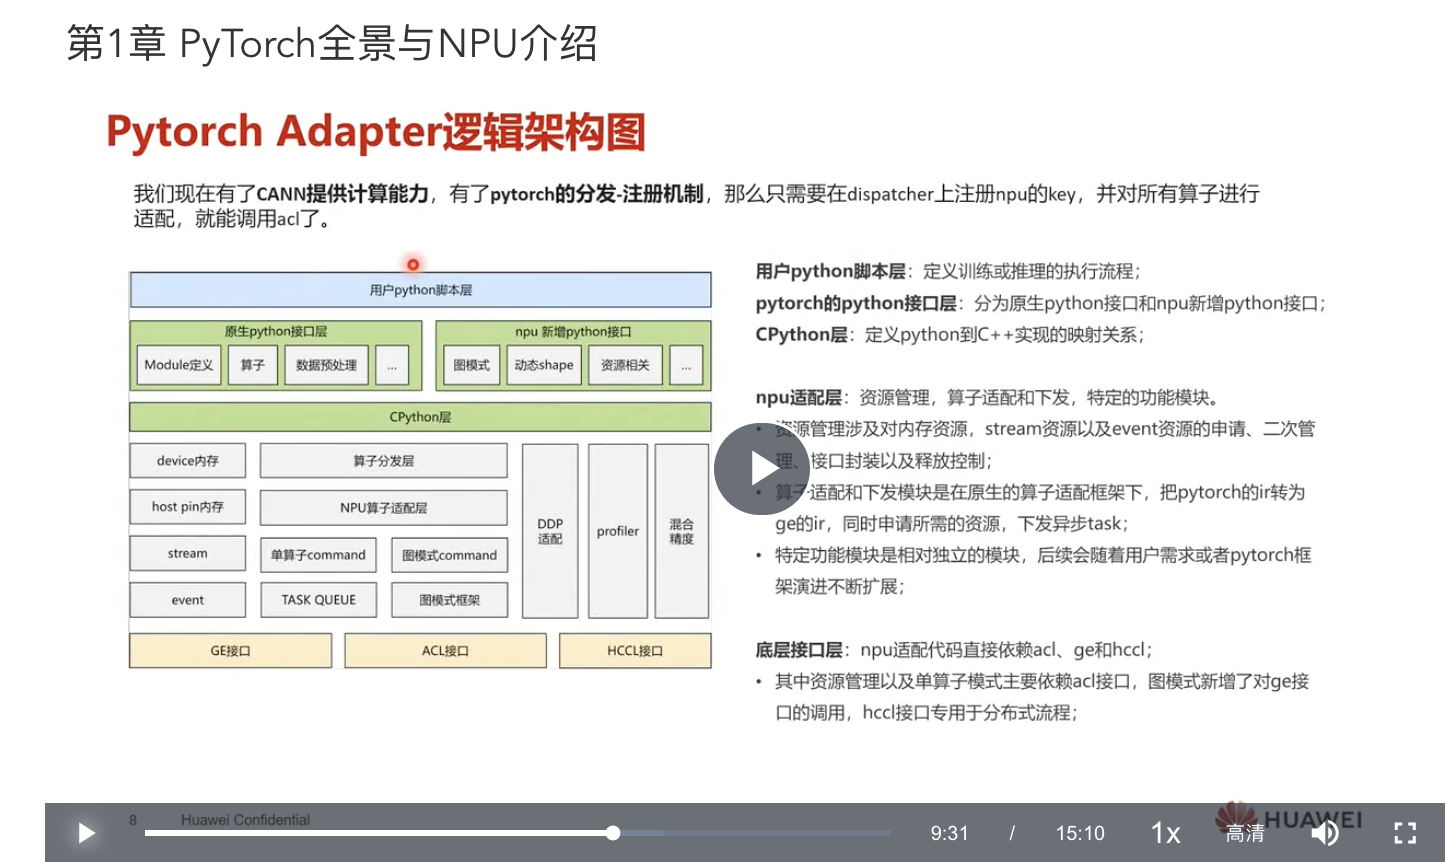 第1章 PyTorch全景与NPU介绍
Pytorch Adapter逻辑架构图
我们现在有了CANN提供计算能力，有了pytorch的分发-注册机制，那么只需要在dispatcher上注册npu的key，并对所有算子进行
适配，就能调用acl了。
用户python脚本层
原生python接口层
npu 新增python接口
Module定义
算子
数据预处理
...
图模式
动态shape
资源相关
...
CPython层
device内存
算子分发层
host pin内存
NPU算子适配层
stream
单算子command
图模式command
event
TASK QUEUE
图模式框架
DDP
适配
profiler
混合
精度
GE接口
ACL接口
HCCL接口
用户python脚本层：定义训练或推理的执行流程；
pytorch的python接口层：分为原生python接口和npu新增python接口；
CPython层：定义python到C++实现的映射关系；
npu适配层：资源管理，算子适配和下发，特定的功能模块。
• 资源管理涉及对内存资源，stream资源以及event资源的申请、二次管
理、接口封装以及释放控制；
• 算子适配和下发模块是在原生的算子适配框架下，把pytorch的ir转为
ge的ir，同时申请所需的资源，下发异步task；
• 特定功能模块是相对独立的模块，后续会随着用户需求或者pytorch框
架演进不断扩展；
底层接口层：npu适配代码直接依赖acl、ge和hccl；
• 其中资源管理以及单算子模式主要依赖acl接口，图模式新增了对ge接
口的调用，hccl接口专用于分布式流程；
8 Huawei Confidential
HUAWEI
9:31 / 15:10 1x 高清